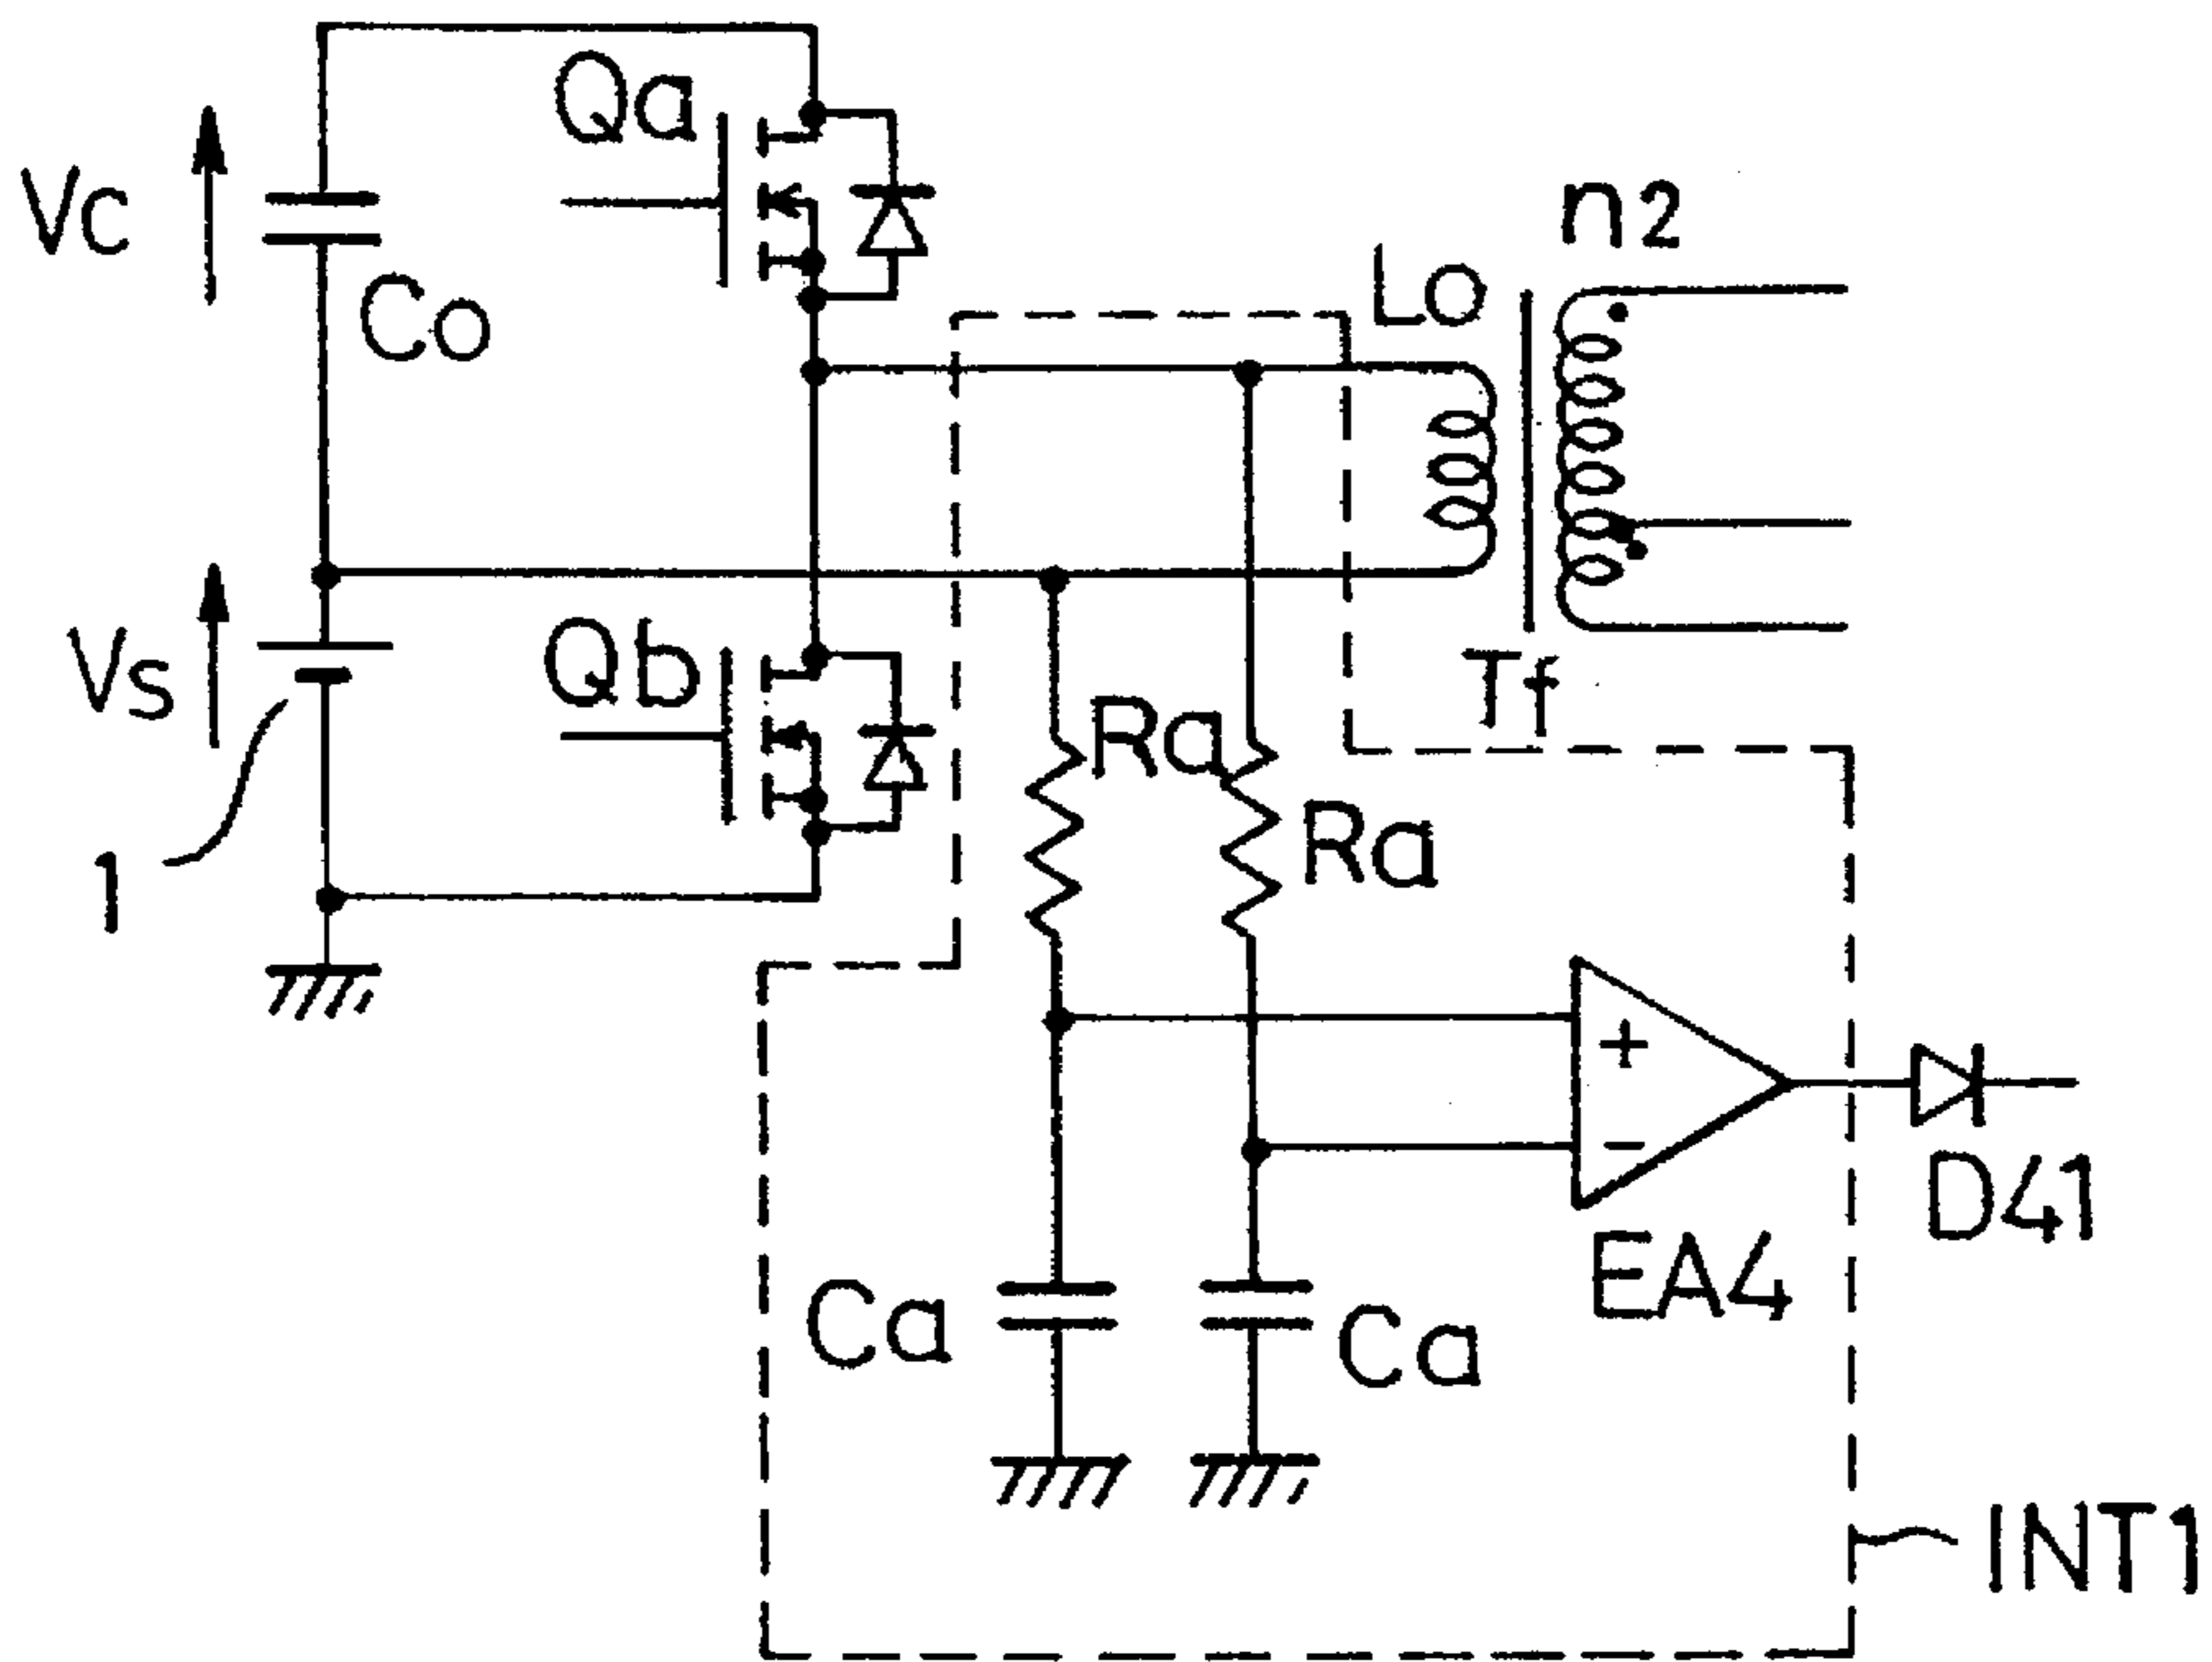 Qa
Vc
n2
Lo
Co
Qb
Vs
Tf
Ra
Ra
1
+
−
D41
EA4
Ca
Ca
INT1